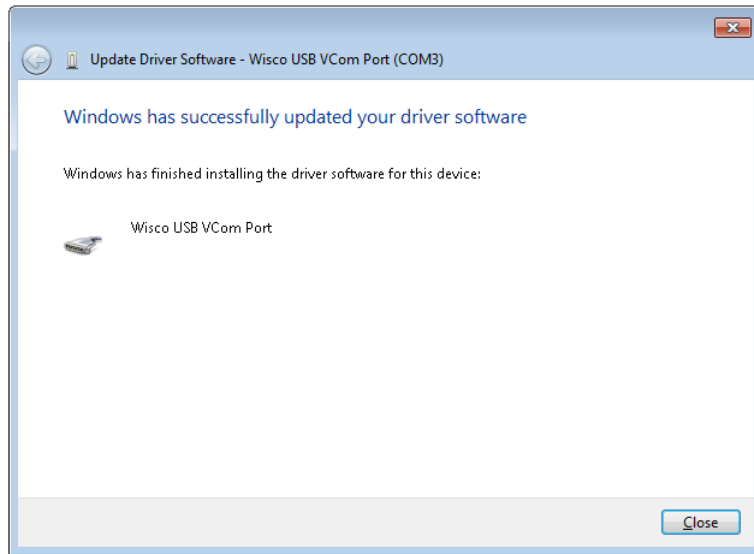 Update Driver Software - Wisco USB VCom Port (COM3)
Windows has successfully updated your driver software
Windows has finished installing the driver software for this device:
Wisco USB VCom Port
Close